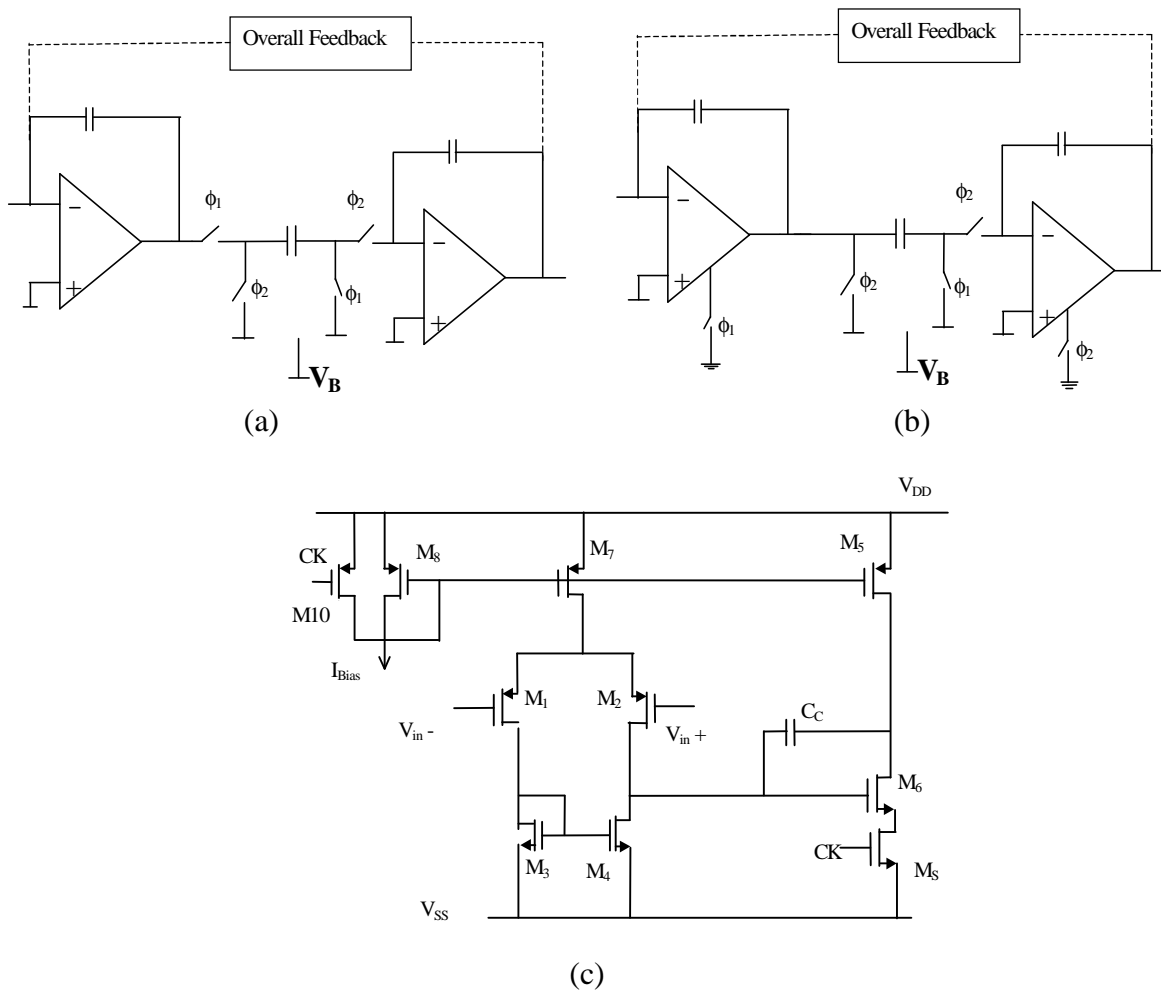 Overall Feedback
−
+
ϕ1
ϕ2
ϕ2
ϕ1
−
+
VB
(a)
Overall Feedback
−
+
ϕ1
ϕ2
ϕ2
ϕ1
−
+
ϕ2
VB
(b)
VDD
CK
M8
M7
M5
M10
IBias
M1
M2
Vin -
Vin +
CC
M6
M3
M4
CK
MS
VSS
(c)